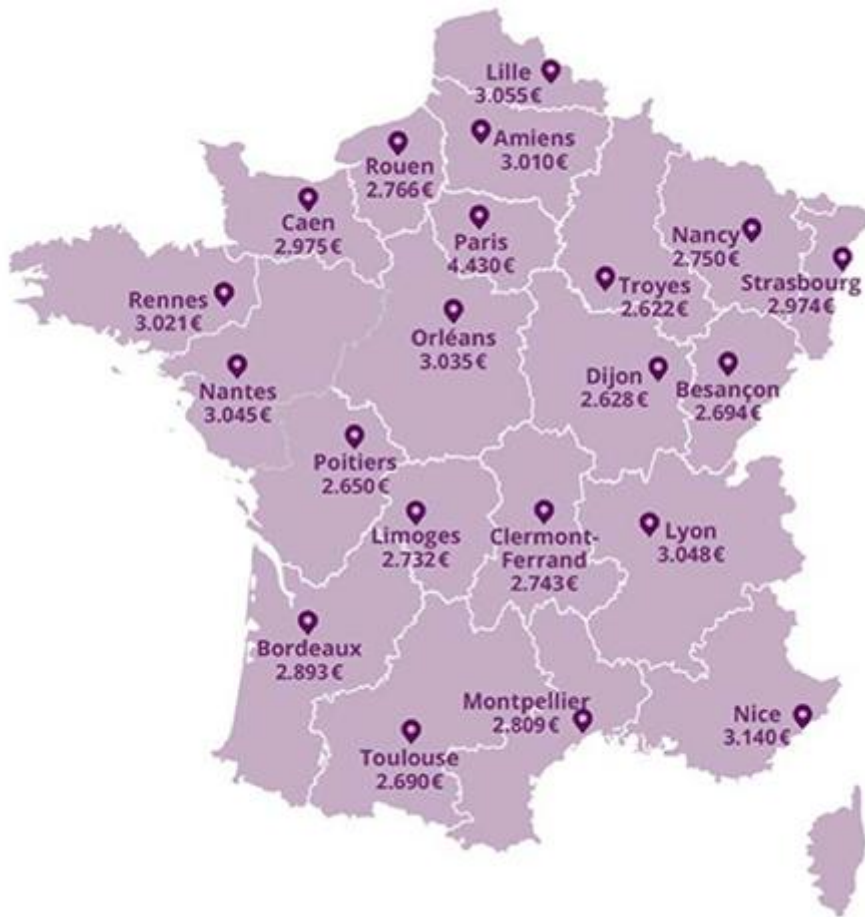 Lille
3.055€
Amiens
3.010€
Rouen
2.766€
Caen
2.975€
Paris
4.430€
Nancy
2.750€
Strasbourg
2.974€
Troyes
2.622€
Rennes
3.021€
Orléans
3.035€
Nantes
3.045€
Dijon
2.628€
Besançon
2.694€
Poitiers
2.650€
Limoges
2.732€
Clermont-
Ferrand
2.743€
Lyon
3.048€
Bordeaux
2.893€
Montpellier
2.809€
Nice
3.140€
Toulouse
2.690€